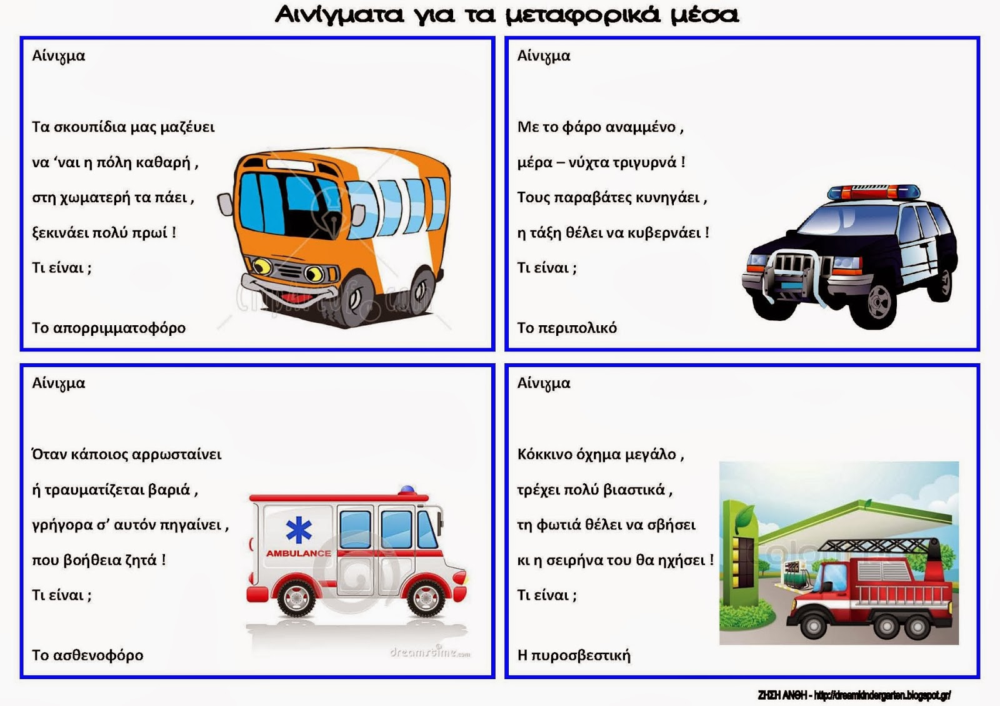 Αινίγματα για τα μεταφορικά μέσα
Αίνιγμα
Τα σκουπίδια μας μαζέυει
να ‘ναι η πόλη καθαρή ,
στη χωματερή τα πάει ,
ξεκινάει πολύ πρωί !
Τι είναι ;
Το απορριμματοφόρο
Αίνιγμα
Με το φάρο αναμμένο ,
μέρα – νύχτα τριγυρνά !
Τους παραβάτες κυνηγάει ,
η τάξη θέλει να κυβερνάει !
Τι είναι ;
Το περιπολικό
Αίνιγμα
Όταν κάποιος αρρωσταίνει
ή τραυματίζεται βαριά ,
γρήγορα σ’ αυτόν πηγαίνει ,
που βοήθεια ζητά !
Τι είναι ;
AMBULANCE
dreamstime.com
Το ασθενοφόρο
Αίνιγμα
Κόκκινο όχημα μεγάλο ,
τρέχει πολύ βιαστικά ,
τη φωτιά θέλει να σβήσει
κι η σειρήνα του θα ηχήσει !
Τι είναι ;
Η πυροσβεστική
ΖΗΣΗ ΑΝΘΗ - http://dreamkindergarten.blogspot.gr/